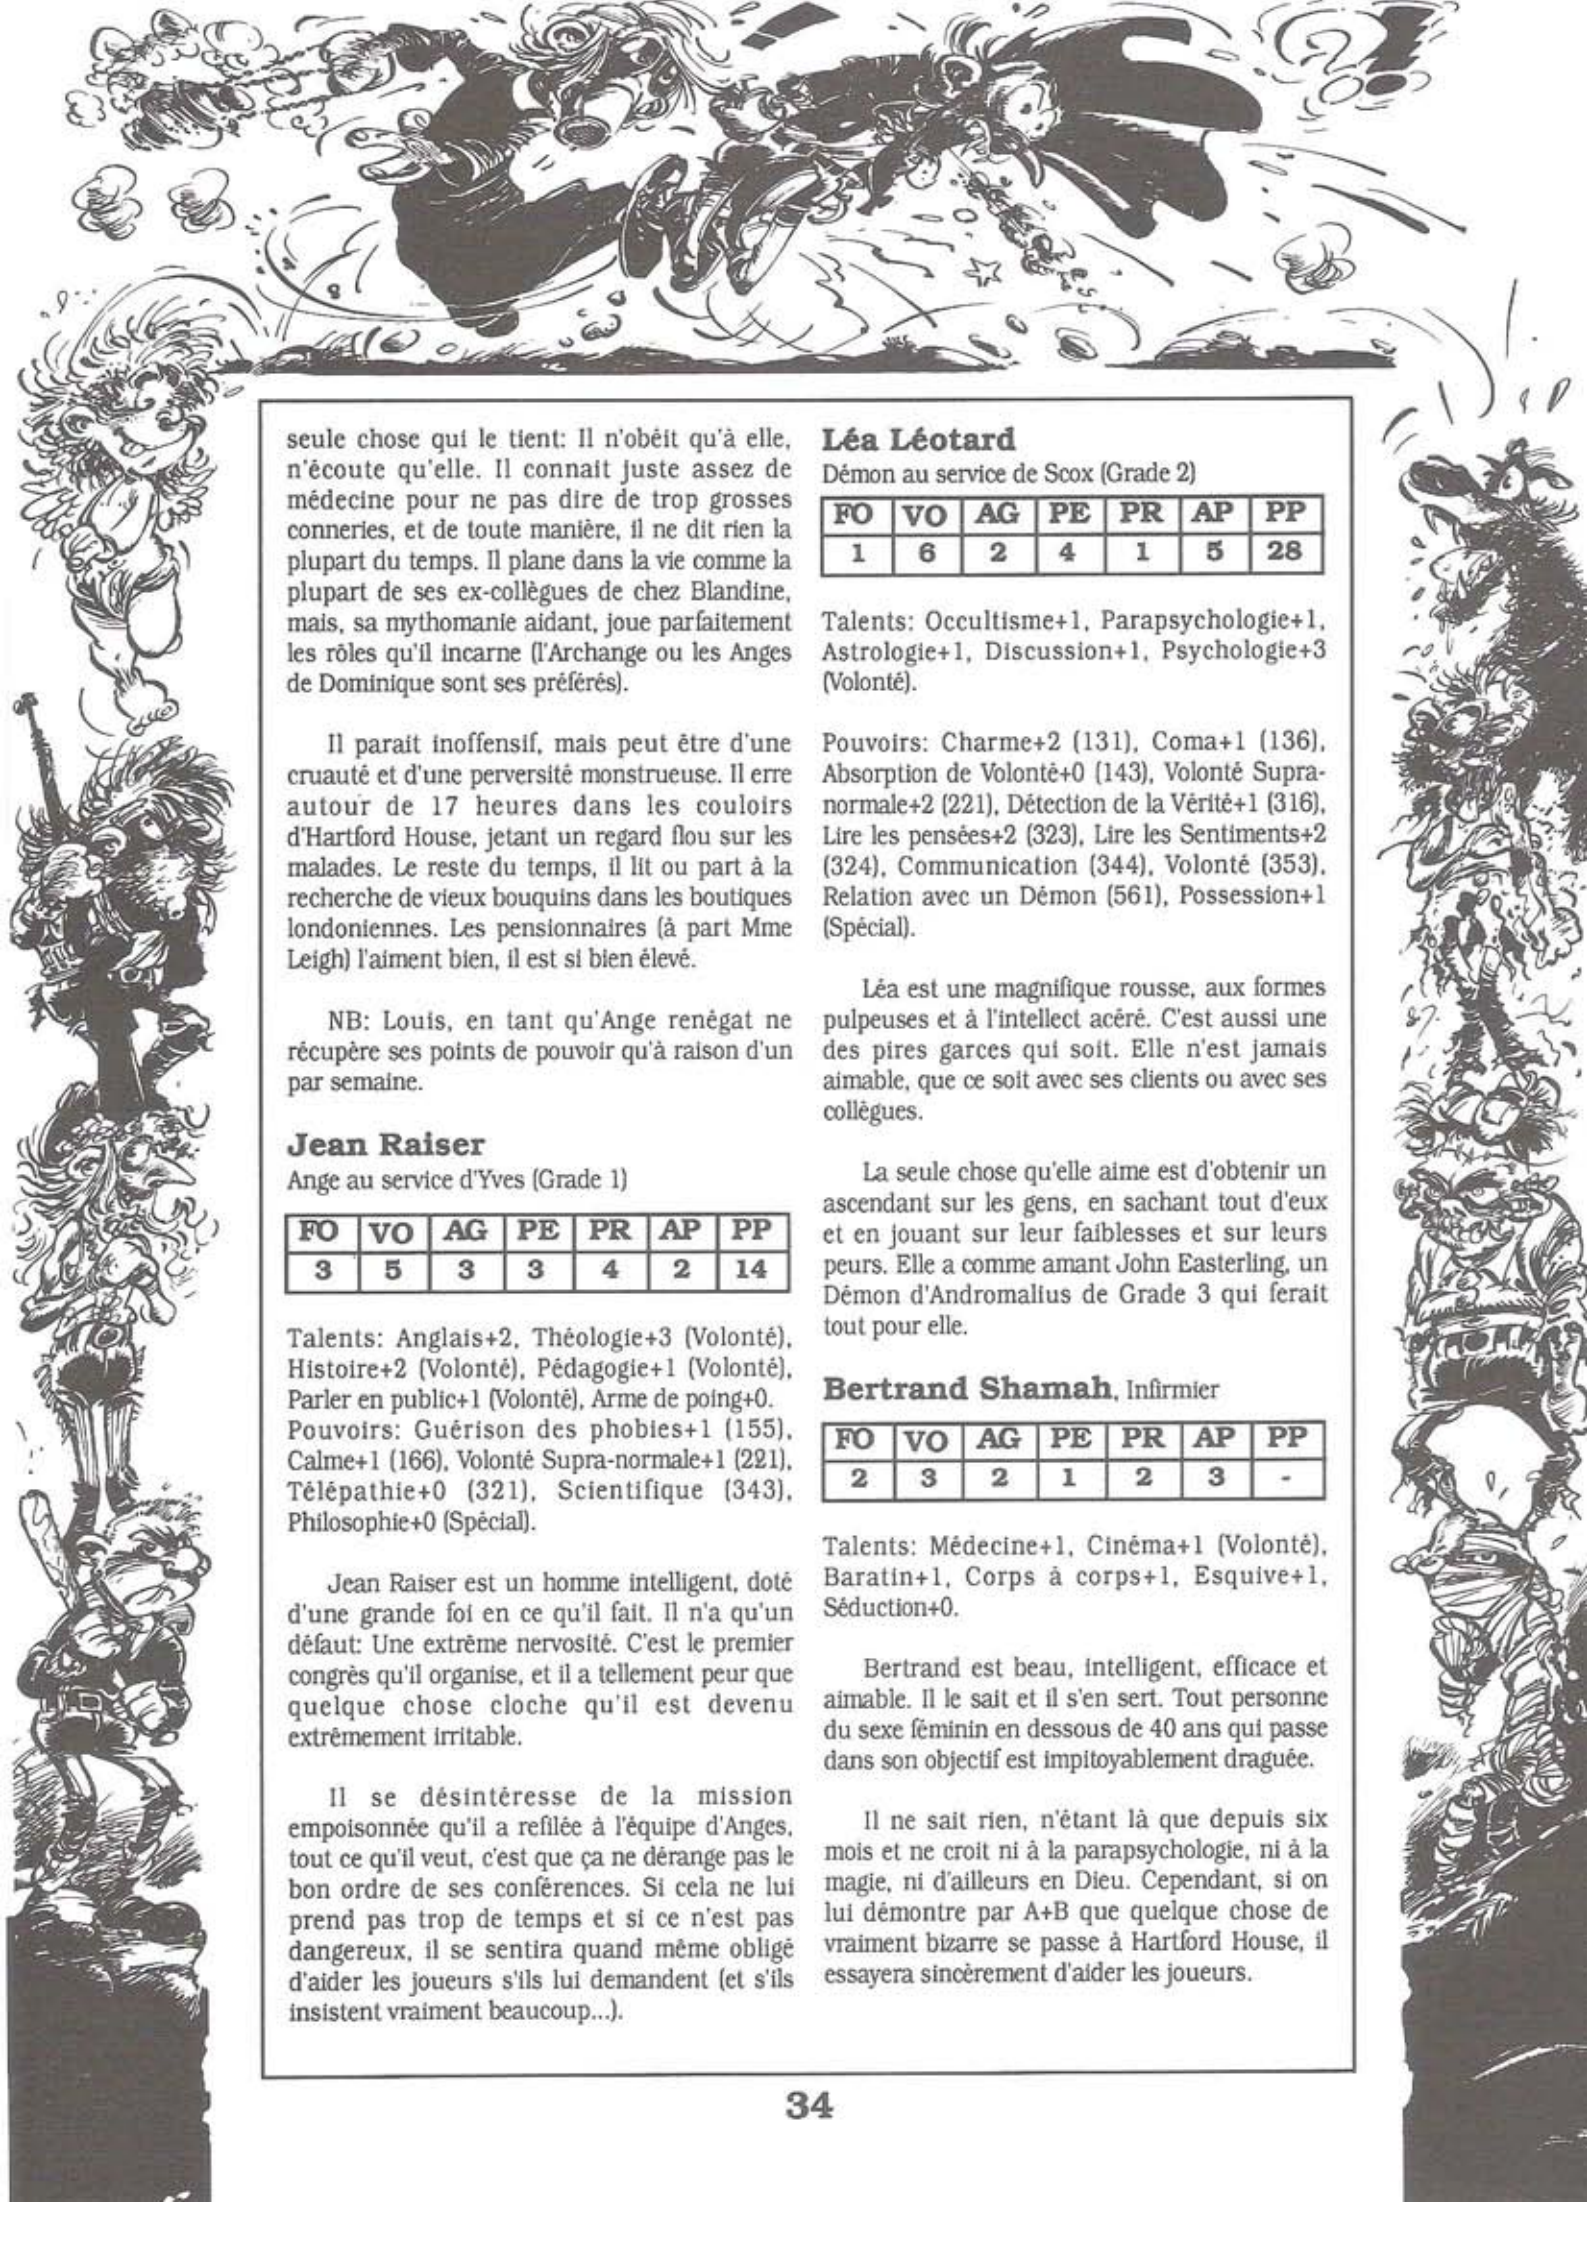 seule chose qui le tient: Il n'obéit qu'à elle,
n'écoute qu'elle. Il connait juste assez de
médecine pour ne pas dire de trop grosses
conneries, et de toute manière, il ne dit rien la
plupart du temps. Il plane dans la vie comme la
plupart de ses ex-collègues de chez Blandine,
mais, sa mythomanie aidant, joue parfaitement
les rôles qu'il incarne (l'Archange ou les Anges
de Dominique sont ses préférés).
Il parait inoffensif, mais peut être d'une
cruauté et d'une perversité monstrueuse. Il erre
autour de 17 heures dans les couloirs
d'Hartford House, jetant un regard flou sur les
malades. Le reste du temps, il lit ou part à la
recherche de vieux bouquins dans les boutiques
londoniennes. Les pensionnaires (à part Mme
Leigh) l'aiment bien, il est si bien élevé.
NB: Louis, en tant qu'Ange renégat ne
récupère ses points de pouvoir qu'à raison d'un
par semaine.
Jean Raiser
Ange au service d'Yves (Grade 1)
FO VO AG PE PR AP PP
3 5 3 3 4 2 14
Talents: Anglais+2, Théologie+3 (Volonté),
Histoire+2 (Volonté), Pédagogie+1 (Volonté),
Parler en public+1 (Volonté), Arme de poing+0.
Pouvoirs: Guérison des phobies+1 (155),
Calme+1 (166), Volonté Supra-normale+1 (221),
Télépathie+0 (321), Scientifique (343),
Philosophie+0 (Spécial).
Jean Raiser est un homme intelligent, doté
d'une grande foi en ce qu'il fait. Il n'a qu'un
défaut: Une extrême nervosité. C'est le premier
congrès qu'il organise, et il a tellement peur que
quelque chose cloche qu'il est devenu
extrêmement irritable.
Il se désintéresse de la mission
empoisonnée qu'il a refilée à l'équipe d'Anges,
tout ce qu'il veut, c'est que ça ne dérange pas le
bon ordre de ses conférences. Si cela ne lui
prend pas trop de temps et si ce n'est pas
dangereux, il se sentira quand même obligé
d'aider les joueurs s'ils lui demandent (et s'ils
insistent vraiment beaucoup...).
Léa Léotard
Démon au service de Scox (Grade 2)
FO VO AG PE PR AP PP
1 6 2 4 1 5 28
Talents: Occultisme+1, Parapsychologie+1,
Astrologie+1, Discussion+1, Psychologie+3
(Volonté).
Pouvoirs: Charme+2 (131), Coma+1 (136),
Absorption de Volonté+0 (143), Volonté Supra-
normale+2 (221), Détection de la Vérité+1 (316),
Lire les pensées+2 (323), Lire les Sentiments+2
(324), Communication (344), Volonté (353),
Relation avec un Démon (561), Possession+1
(Spécial).
Léa est une magnifique rousse, aux formes
pulpeuses et à l'intellect acéré. C'est aussi une
des pires garces qui soit. Elle n'est jamais
aimable, que ce soit avec ses clients ou avec ses
collègues.
La seule chose qu'elle aime est d'obtenir un
ascendant sur les gens, en sachant tout d'eux
et en jouant sur leur faiblesses et sur leurs
peurs. Elle a comme amant John Easterling, un
Démon d'Andromalius de Grade 3 qui ferait
tout pour elle.
Bertrand Shamah, Infirmier
FO VO AG PE PR AP PP
2 3 2 1 2 3 -
Talents: Médecine+1, Cinéma+1 (Volonté),
Baratin+1, Corps à corps+1, Esquive+1,
Séduction+0.
Bertrand est beau, intelligent, efficace et
aimable. Il le sait et il s'en sert. Tout personne
du sexe féminin en dessous de 40 ans qui passe
dans son objectif est impitoyablement draguée.
Il ne sait rien, n'étant là que depuis six
mois et ne croit ni à la parapsychologie, ni à la
magie, ni d'ailleurs en Dieu. Cependant, si on
lui démontre par A+B que quelque chose de
vraiment bizarre se passe à Hartford House, il
essayera sincèrement d'aider les joueurs.
34